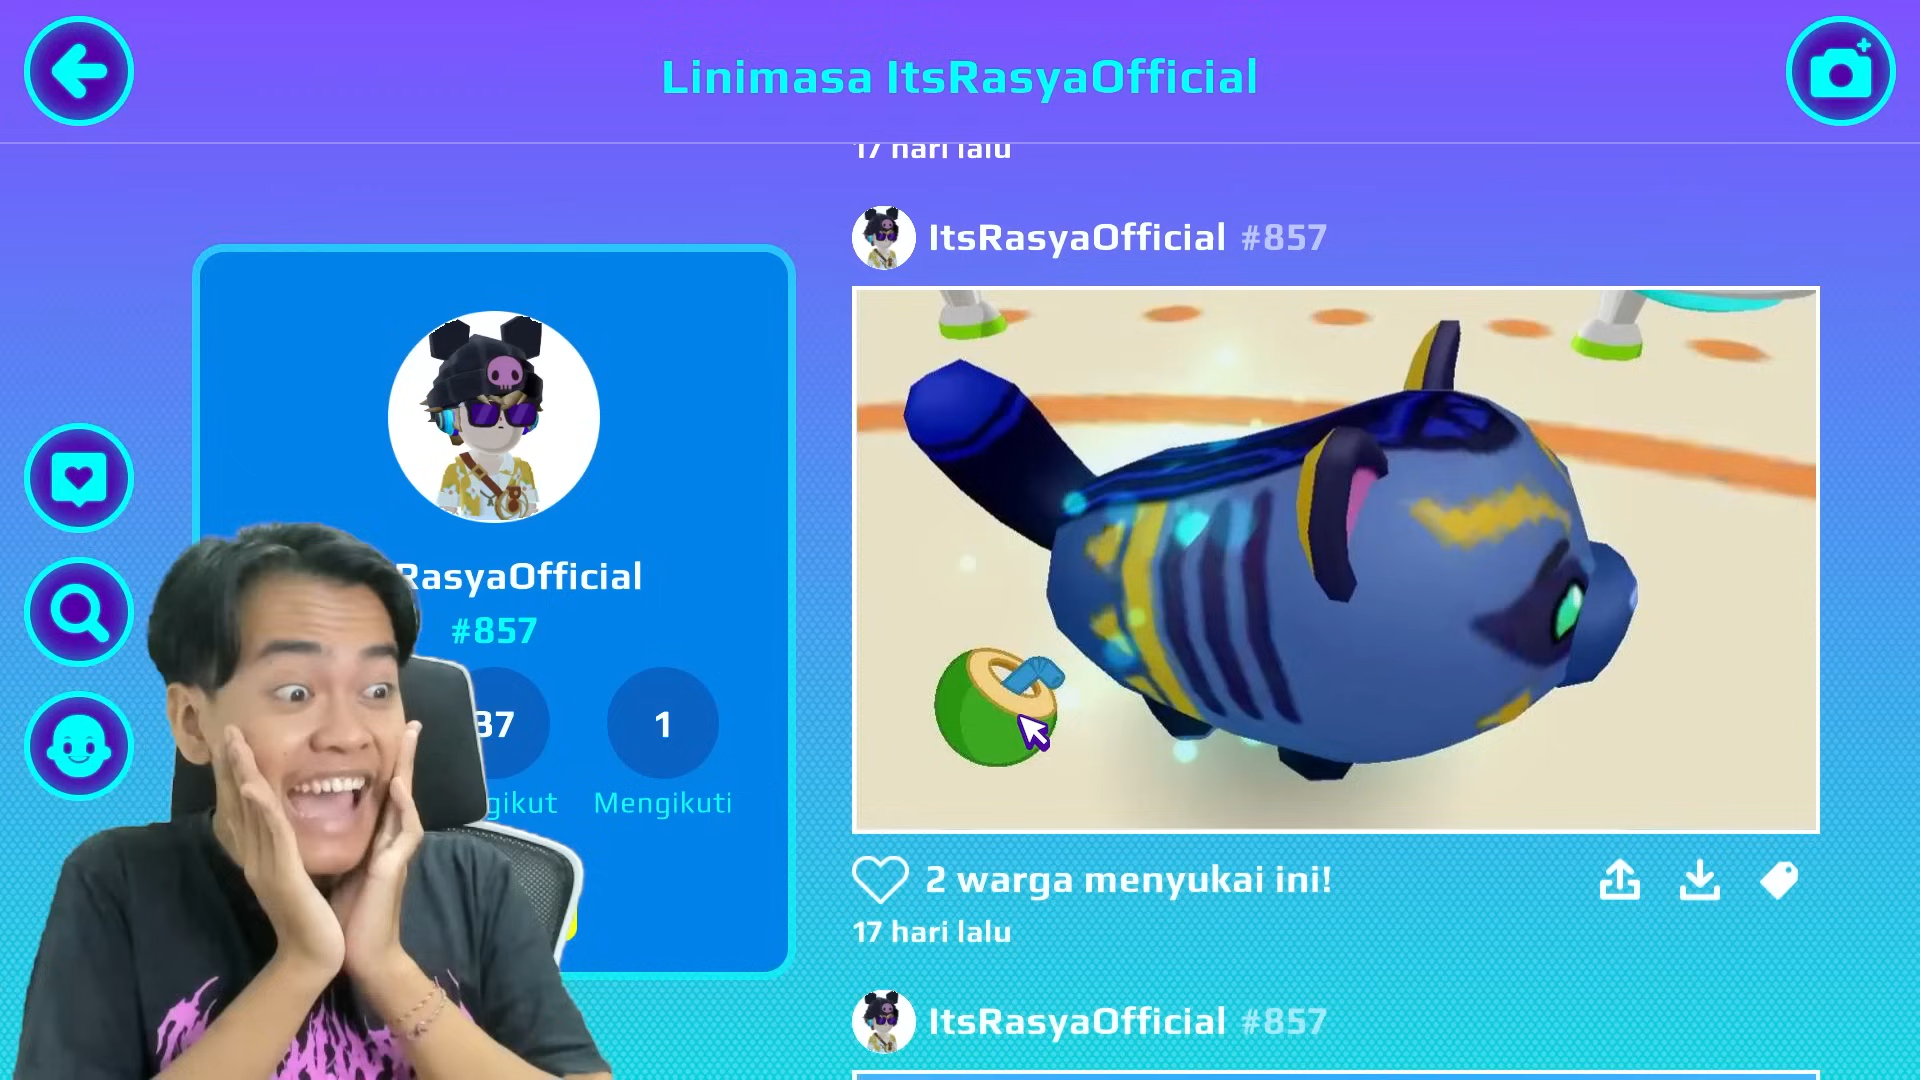 Linimasa ItsRasyaOfficial
17 hari lalu
ItsRasyaOfficial #857
RasyaOfficial
#857
37
1
gikut
Mengikuti
2 warga menyukai ini!
17 hari lalu
ItsRasyaOfficial #857